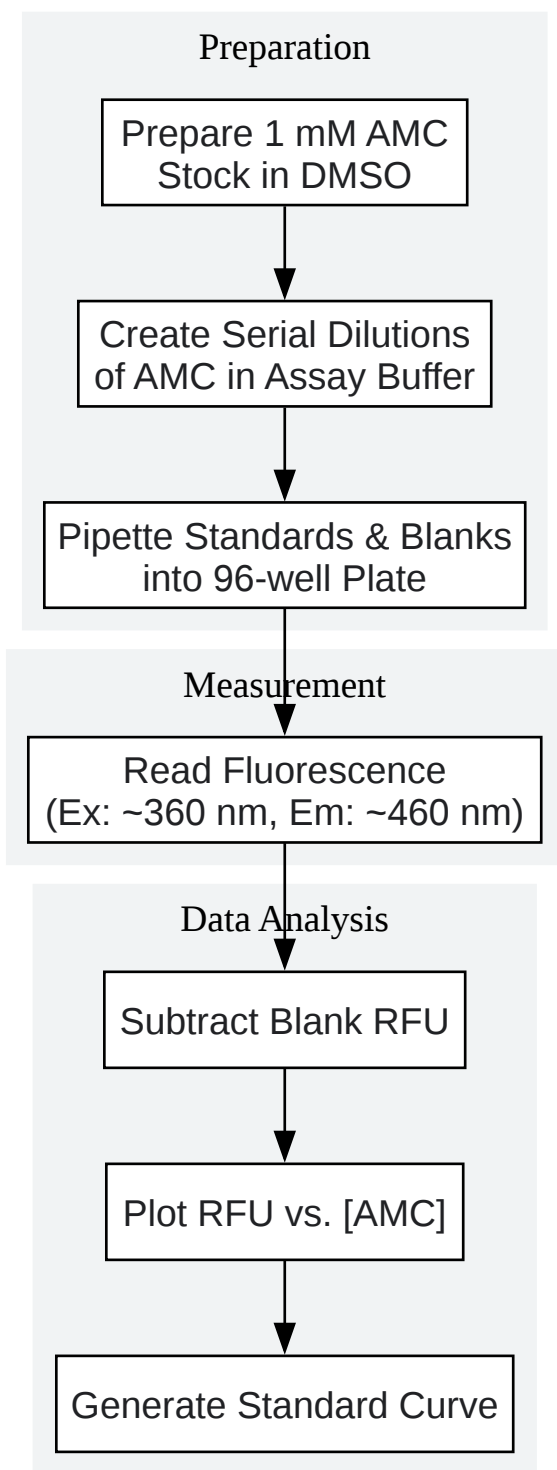 Preparation
Prepare 1 mM AMC
Stock in DMSO
Create Serial Dilutions
of AMC in Assay Buffer
Pipette Standards & Blanks
into 96-well Plate
Measurement
Read Fluorescence
(Ex: ~360 nm, Em: ~460 nm)
Data Analysis
Subtract Blank RFU
Plot RFU vs. [AMC]
Generate Standard Curve